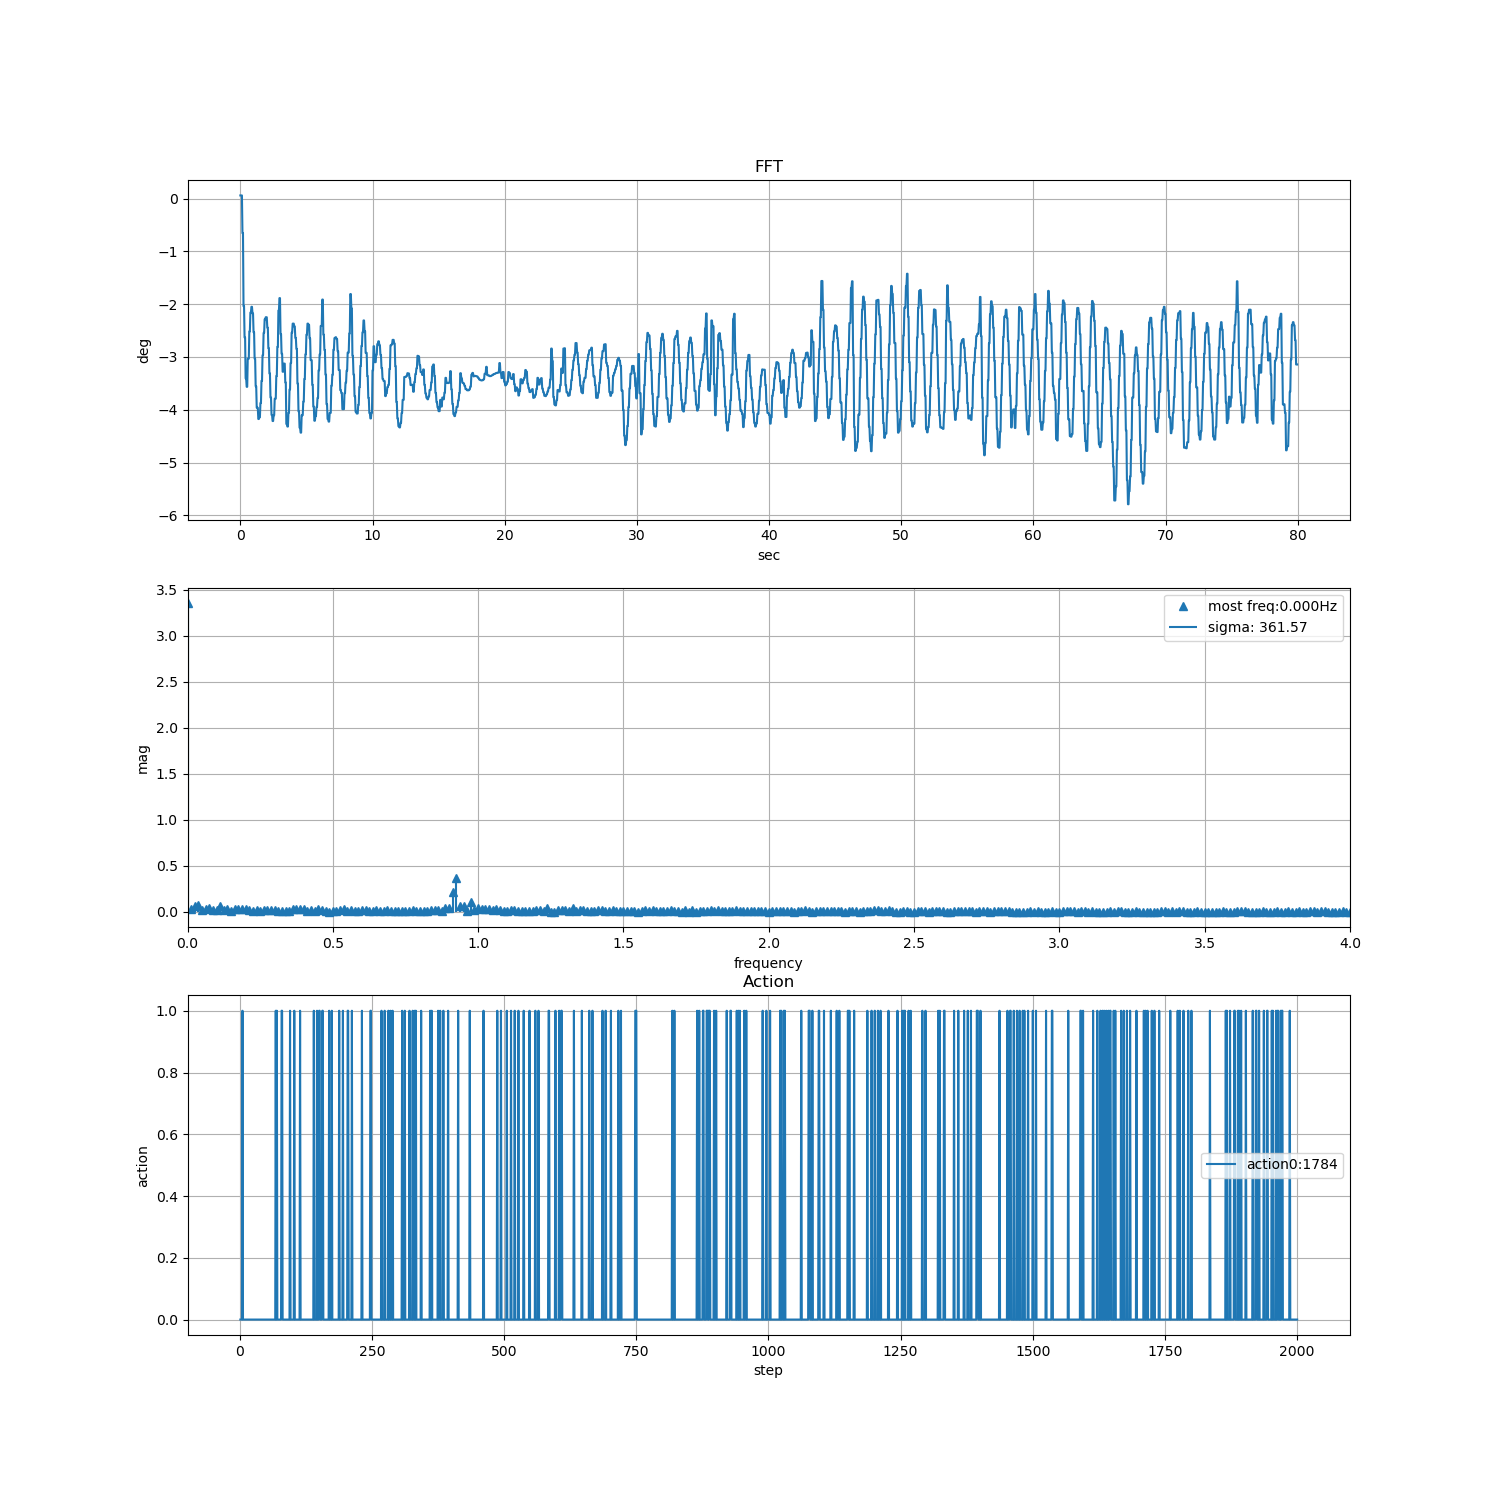 FFT
0
−1
−2
−3
−4
−5
−6
deg
0 10 20 30 40 50 60 70 80
sec
3.5
3.0
2.5
2.0
1.5
1.0
0.5
0.0
mag
most freq:0.000Hz
sigma: 361.57
0.0 0.5 1.0 1.5 2.0 2.5 3.0 3.5 4.0
frequency
Action
1.0
0.8
0.6
0.4
0.2
0.0
action
action0:1784
0 250 500 750 1000 1250 1500 1750 2000
step